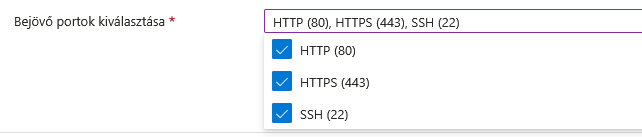 Bejövő portok kiválasztása *
HTTP (80), HTTPS (443), SSH (22)
HTTP (80)
HTTPS (443)
SSH (22)